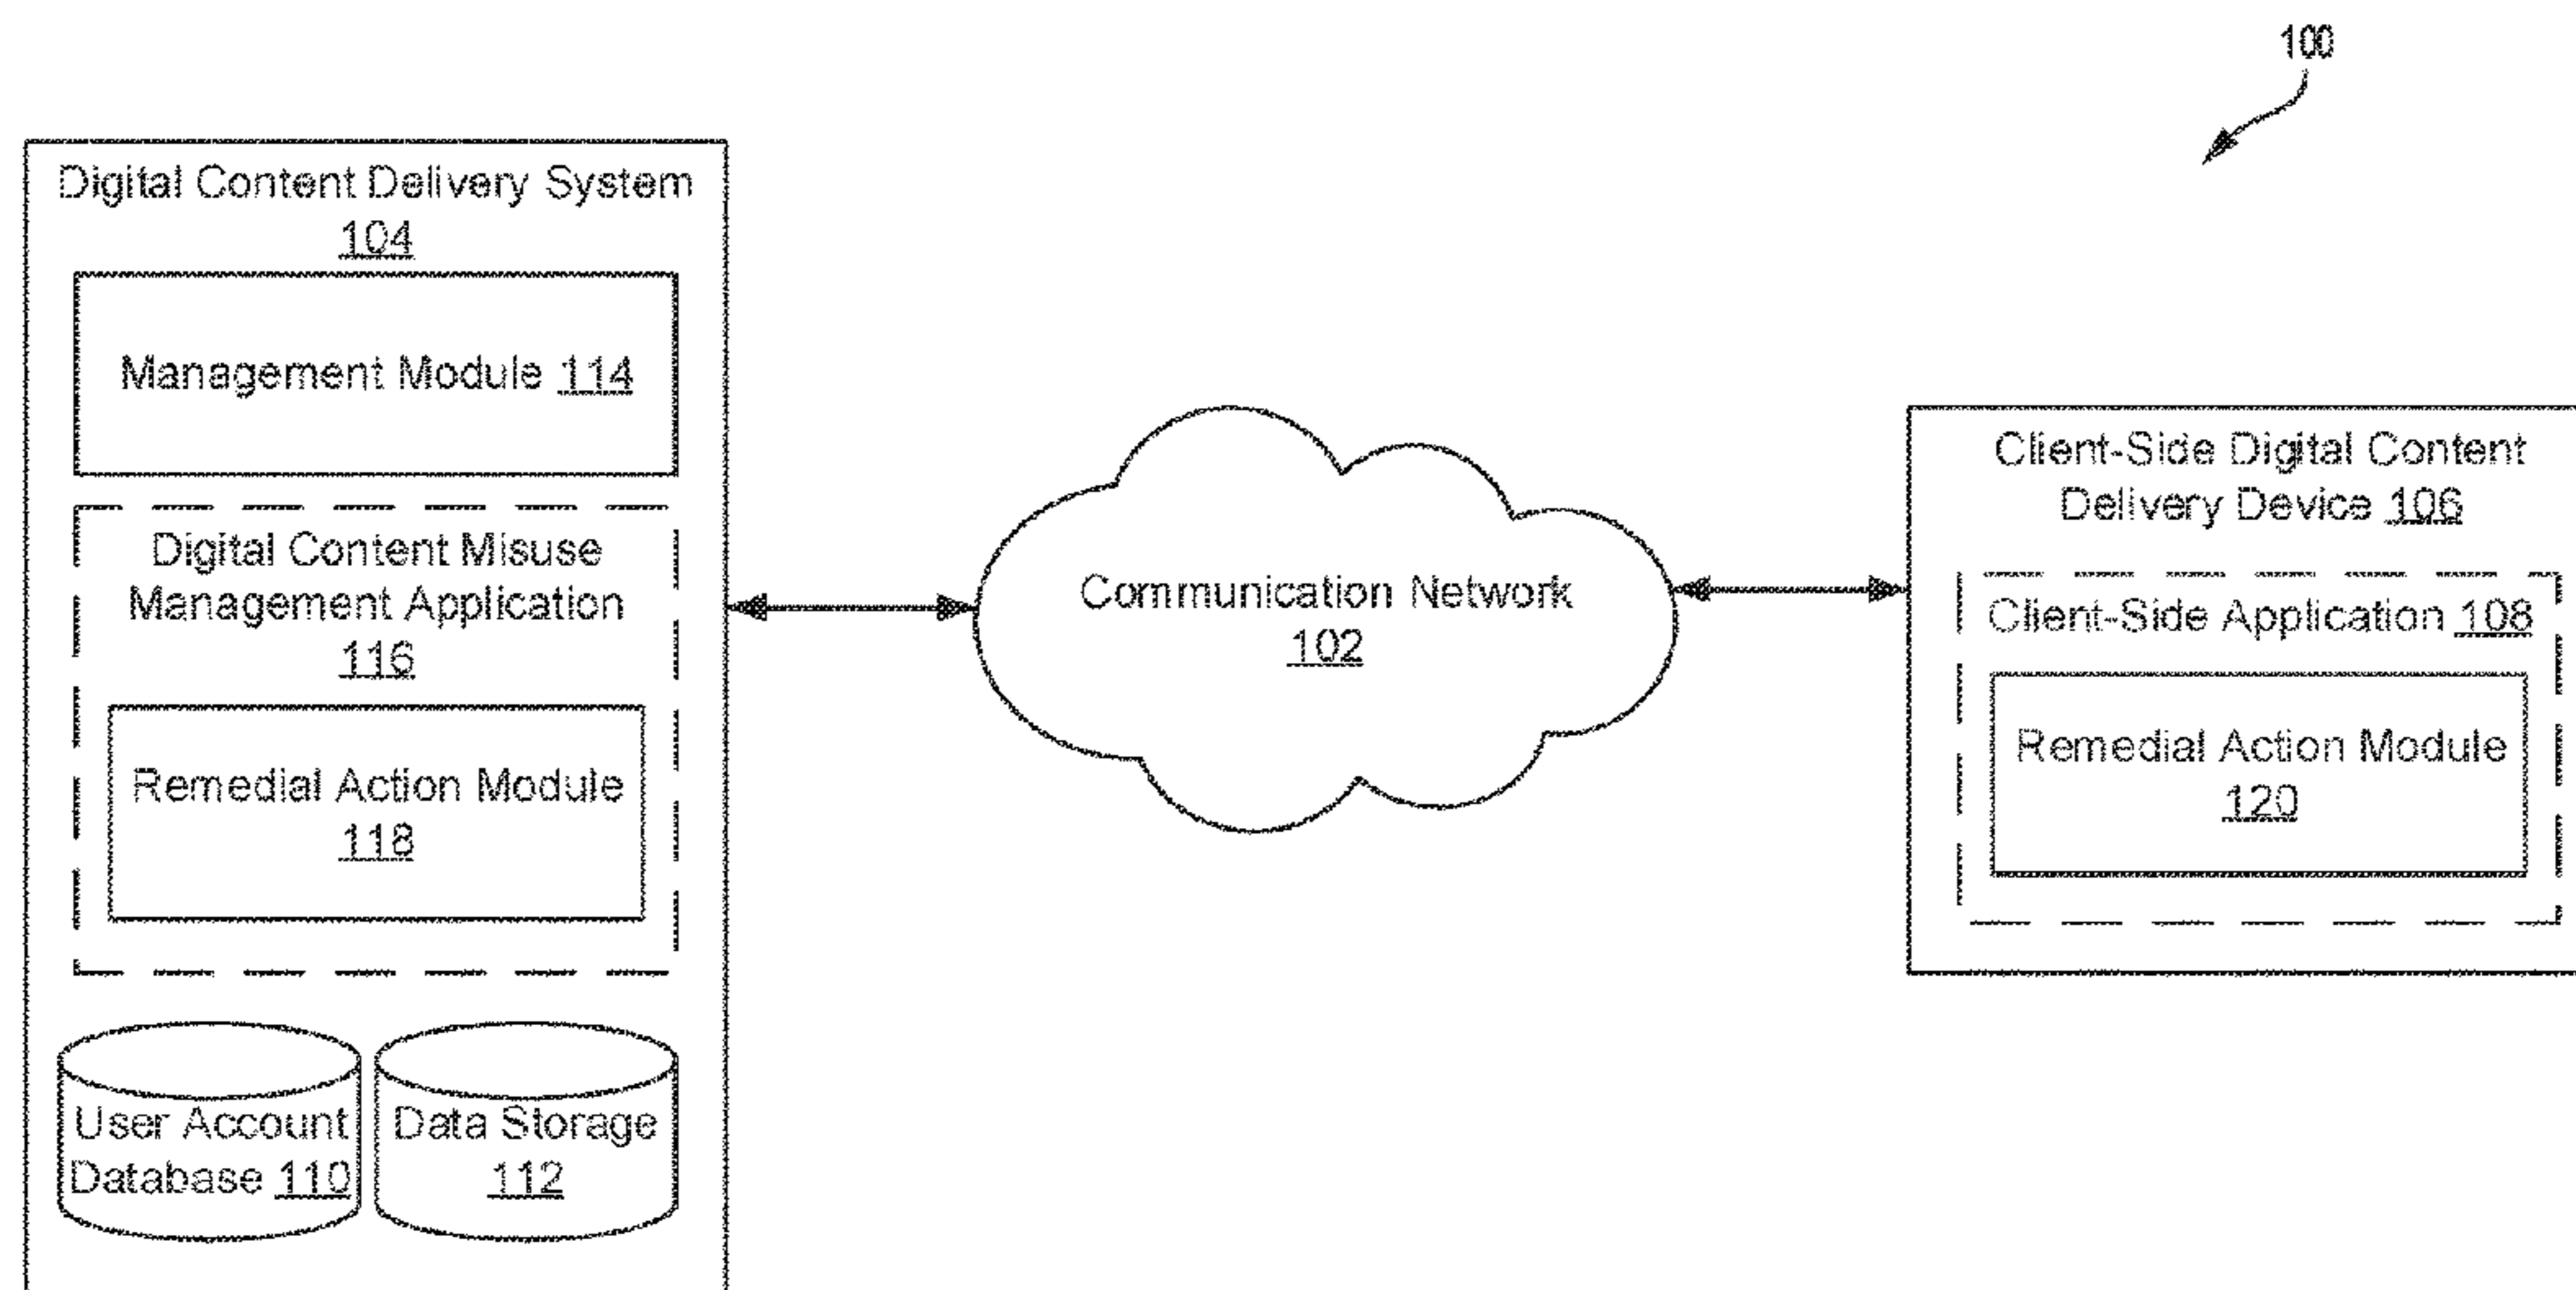 100
Digital Content Delivery System
104
Management Module 114
Digital Content Misuse
Management Application
116
Remedial Action Module
118
User Account
Database 110
Data Storage
112
Communication Network
102
Client-Side Digital Content
Delivery Device 106
Client-Side Application 108
Remedial Action Module
120